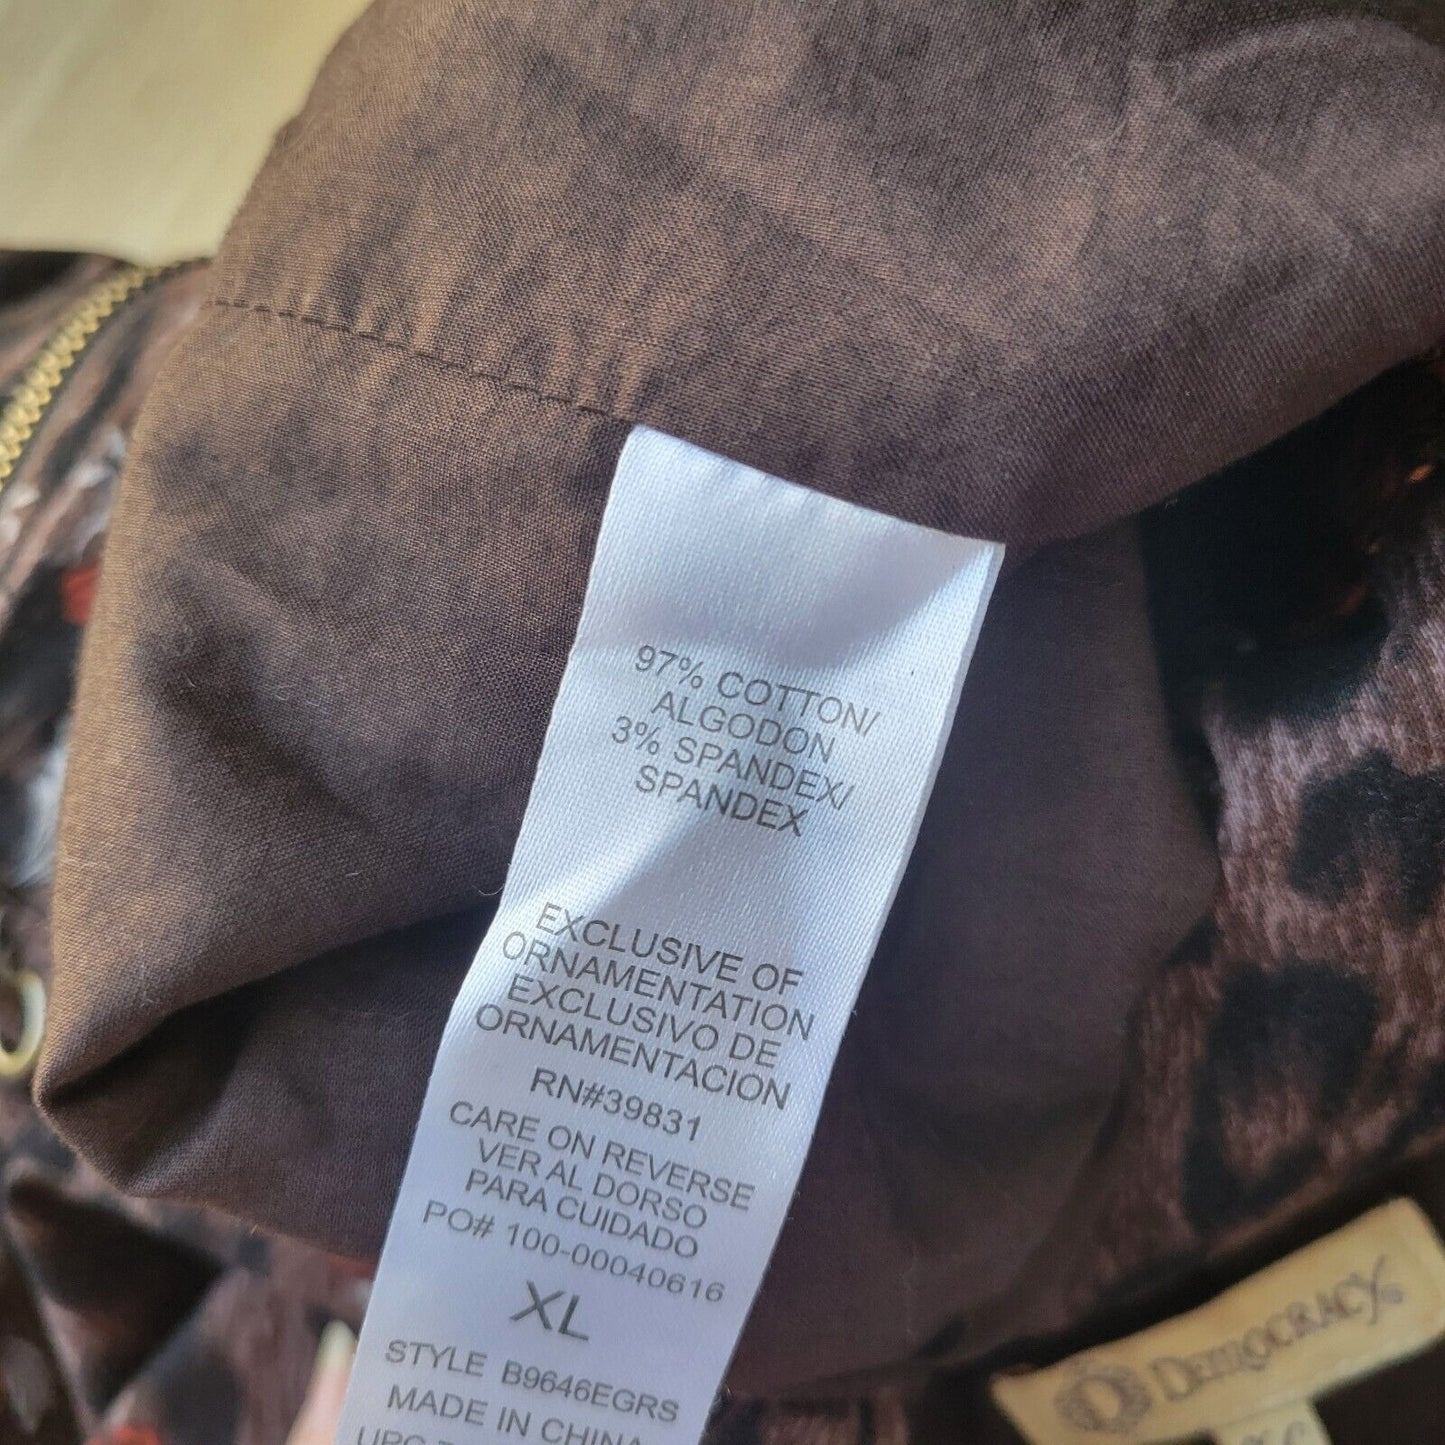 97% COTTON/
ALGODON
3% SPANDEX/
SPANDEX
EXCLUSIVE OF
ORNAMENTATION
EXCLUSIVO DE
ORNAMENTACION
RN#39831
CARE ON REVERSE
VER AL DORSO
PARA CUIDADO
PO# 100-00040616
XL
STYLE B9646EGRS
MADE IN CHINA
UPC
DEMOCRACY®